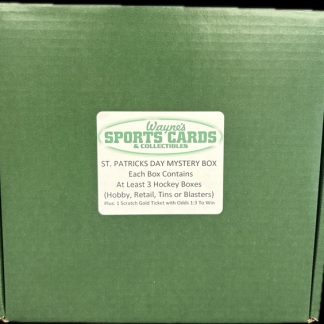 Wayne's
SPORTS CARDS
& COLLECTIBLES
ST. PATRICKS DAY MYSTERY BOX
Each Box Contains
At Least 3 Hockey Boxes
(Hobby, Retail, Tins or Blasters)
Plus: 1 Scratch Gold Ticket with Odds 1:3 To Win